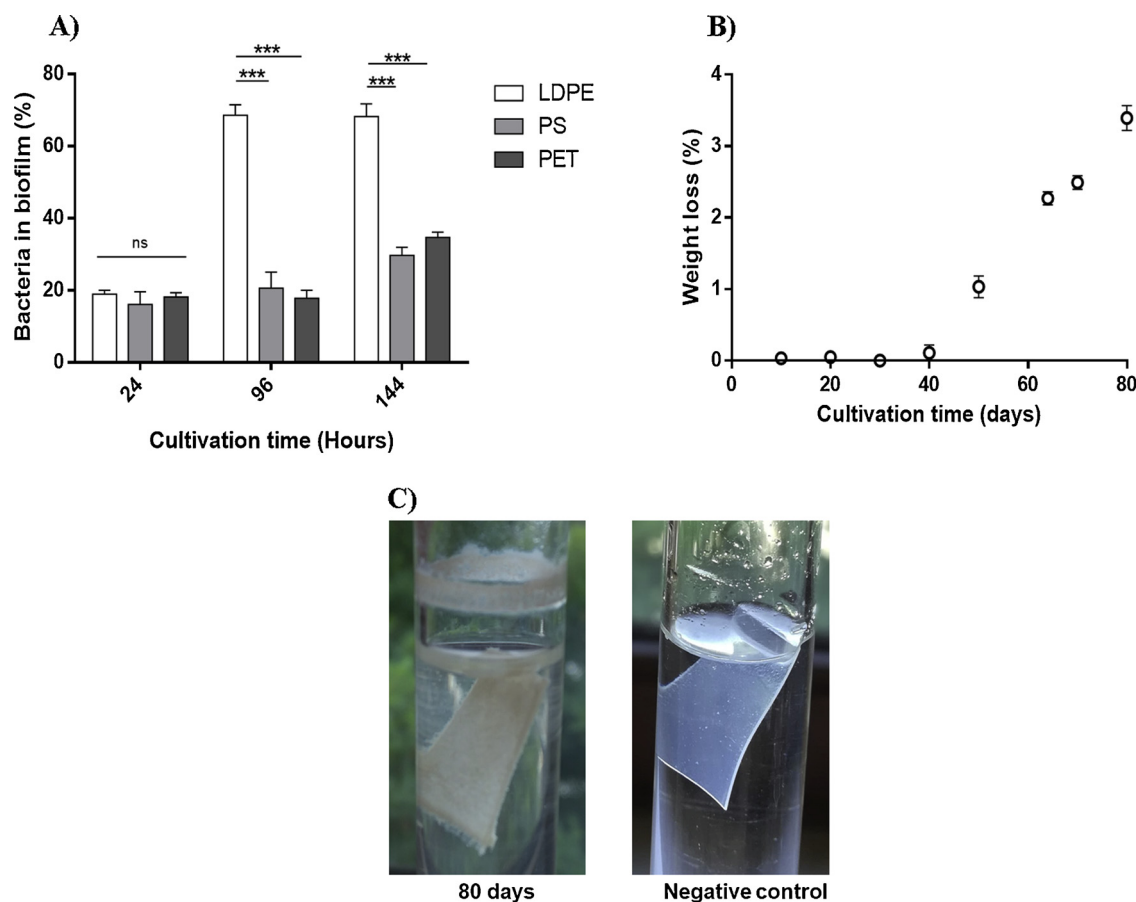 A)
Bacteria in biofilm (%)
80
60
40
20
0
ns
***
***
***
***
24
96
144
Cultivation time (Hours)
LDPE
PS
PET
B)
Weight loss (%)
4
3
2
1
0
0
20
40
60
80
Cultivation time (days)
C)
80 days
Negative control